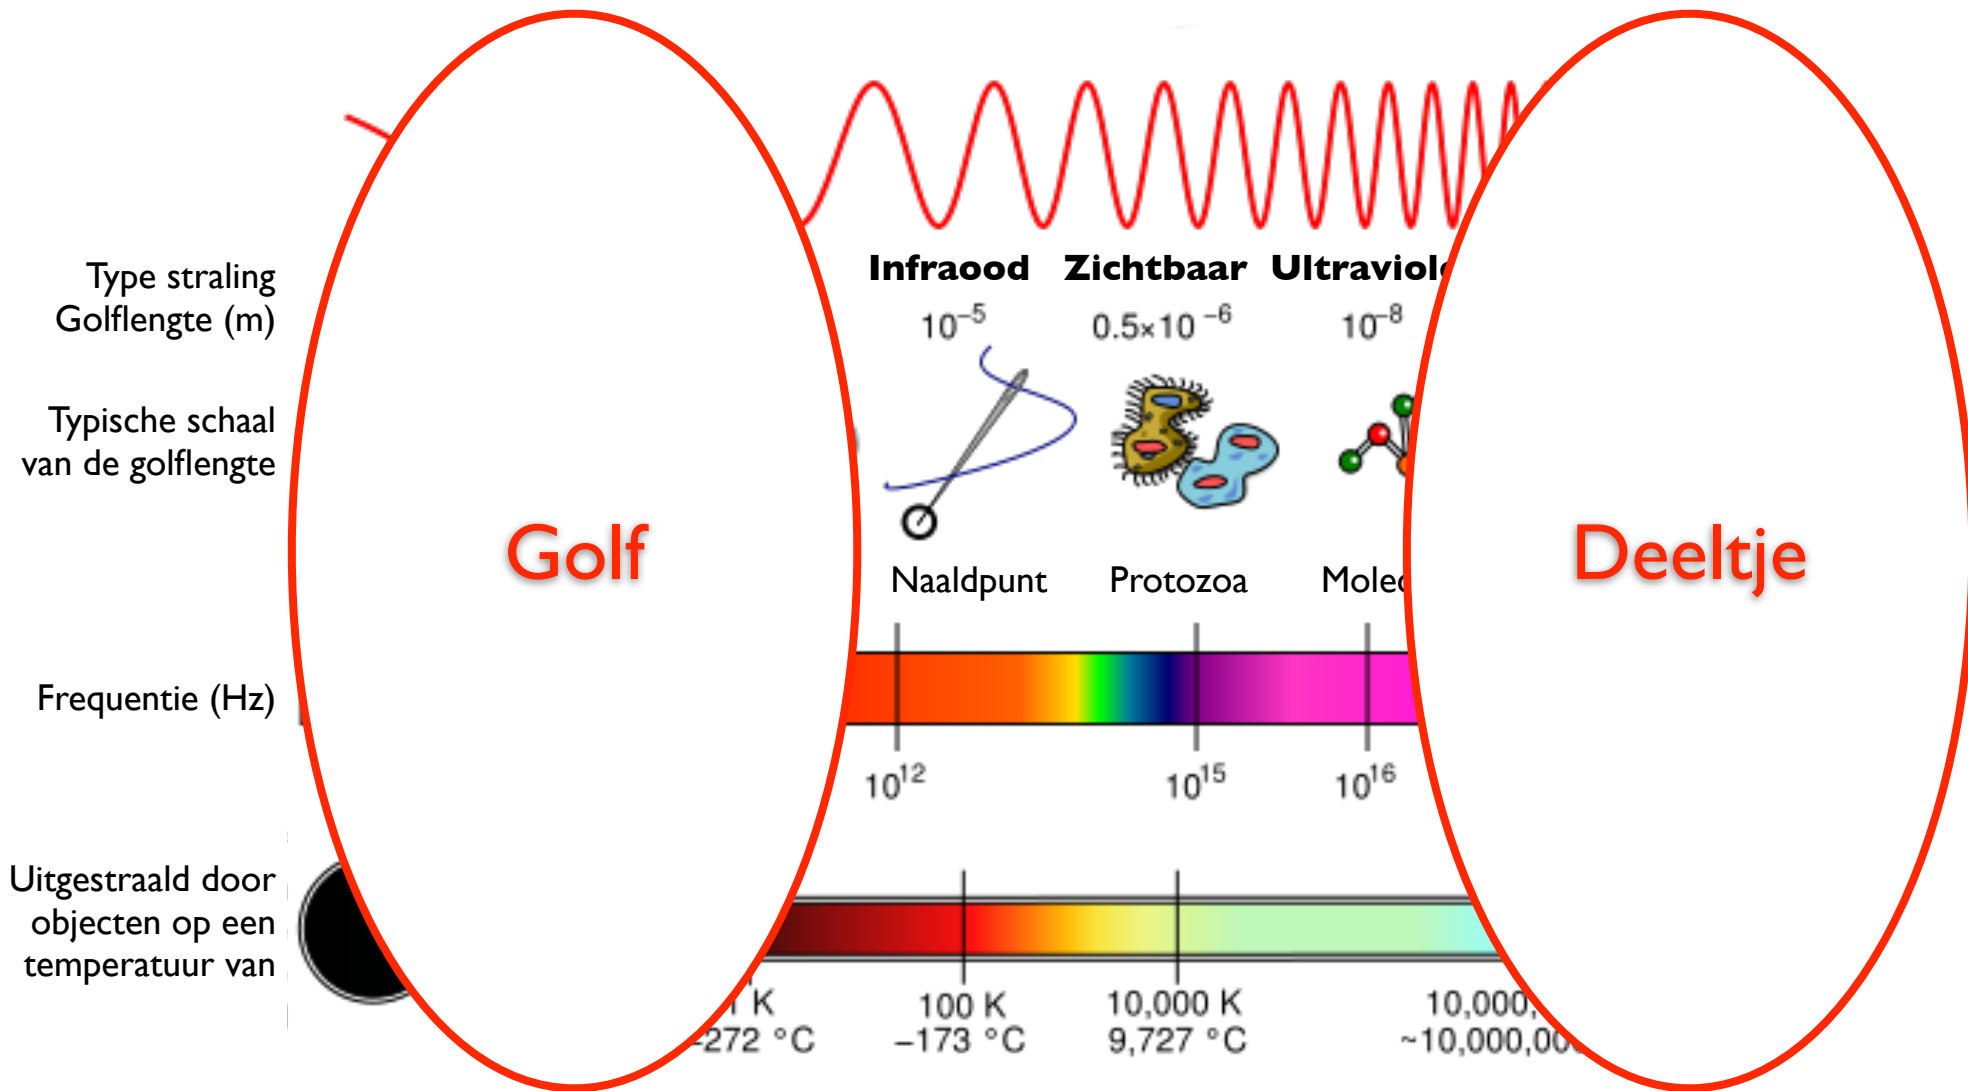 Type straling
Golflengte (m)
Infraood Zichtbaar
10⁻⁵ 0.5×10⁻⁶ 10⁻⁸
Typische schaal
van de golflengte
Golf
Deeltje
Naaldpunt Protozoa
Frequentie (Hz)
10¹² 10¹⁵ 10¹⁶
Uitgestraald door
objecten op een
temperatuur van
K 100 K 10,000 K
-272 °C −173 °C 9,727 °C